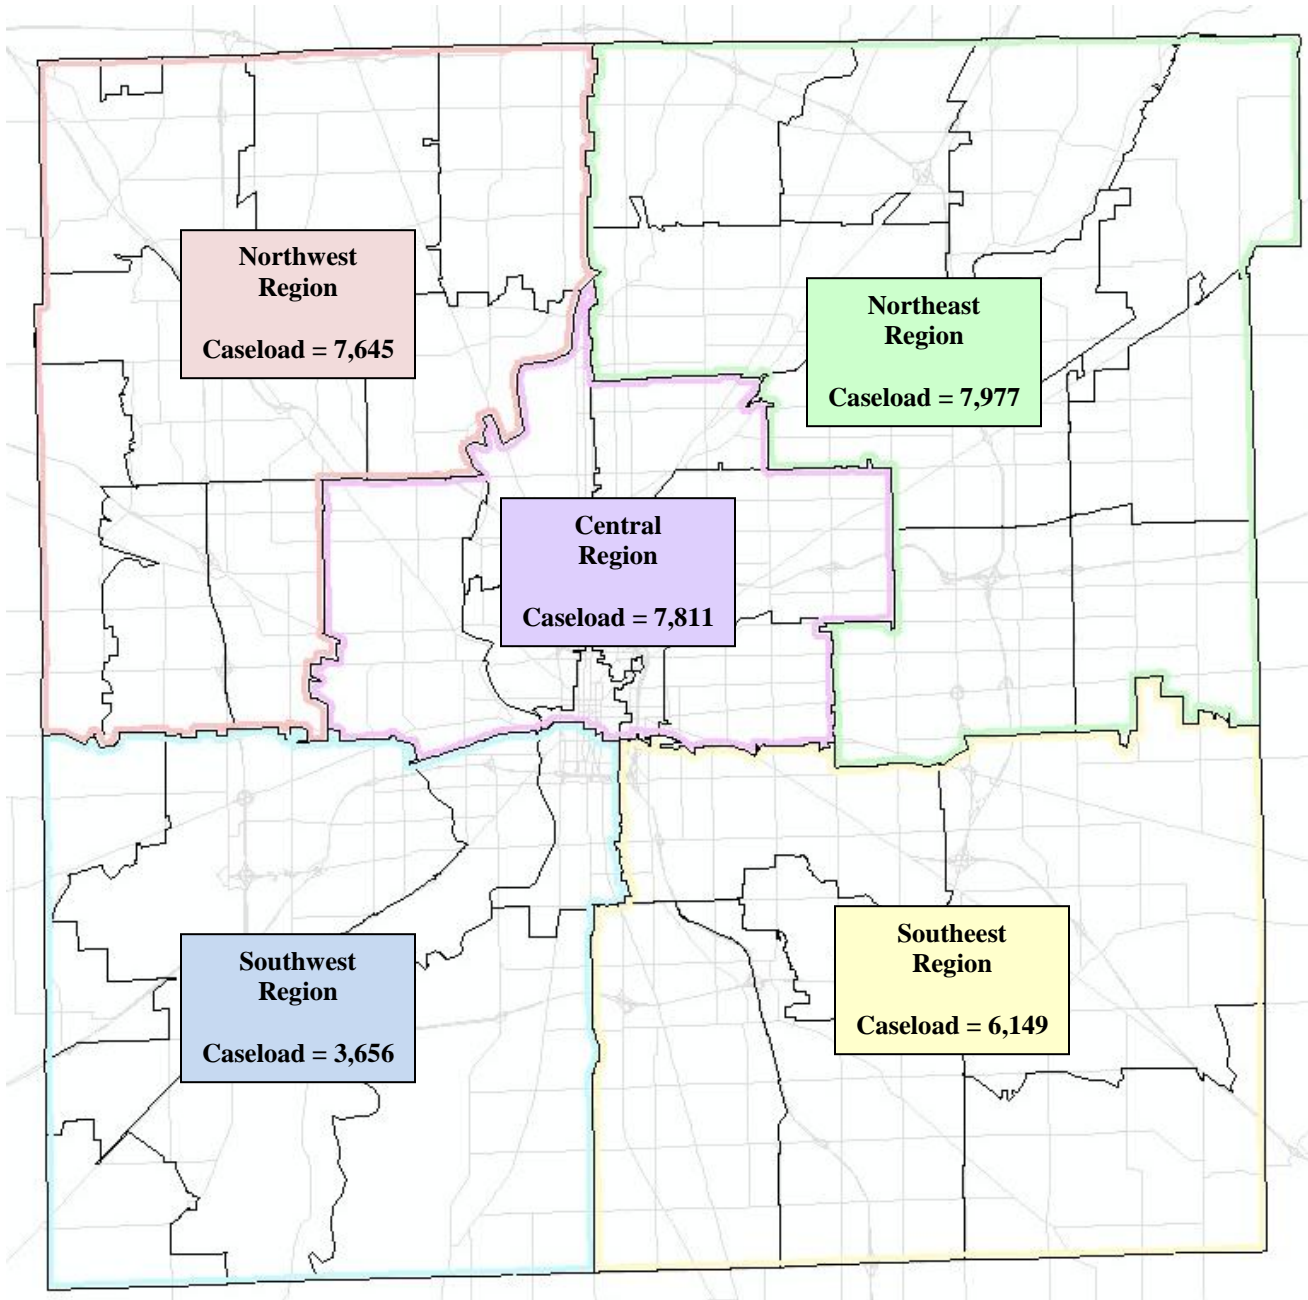 Northwest
Region
Caseload = 7,645
Northeast
Region
Caseload = 7,977
Central
Region
Caseload = 7,811
Southwest
Region
Caseload = 3,656
Southeest
Region
Caseload = 6,149